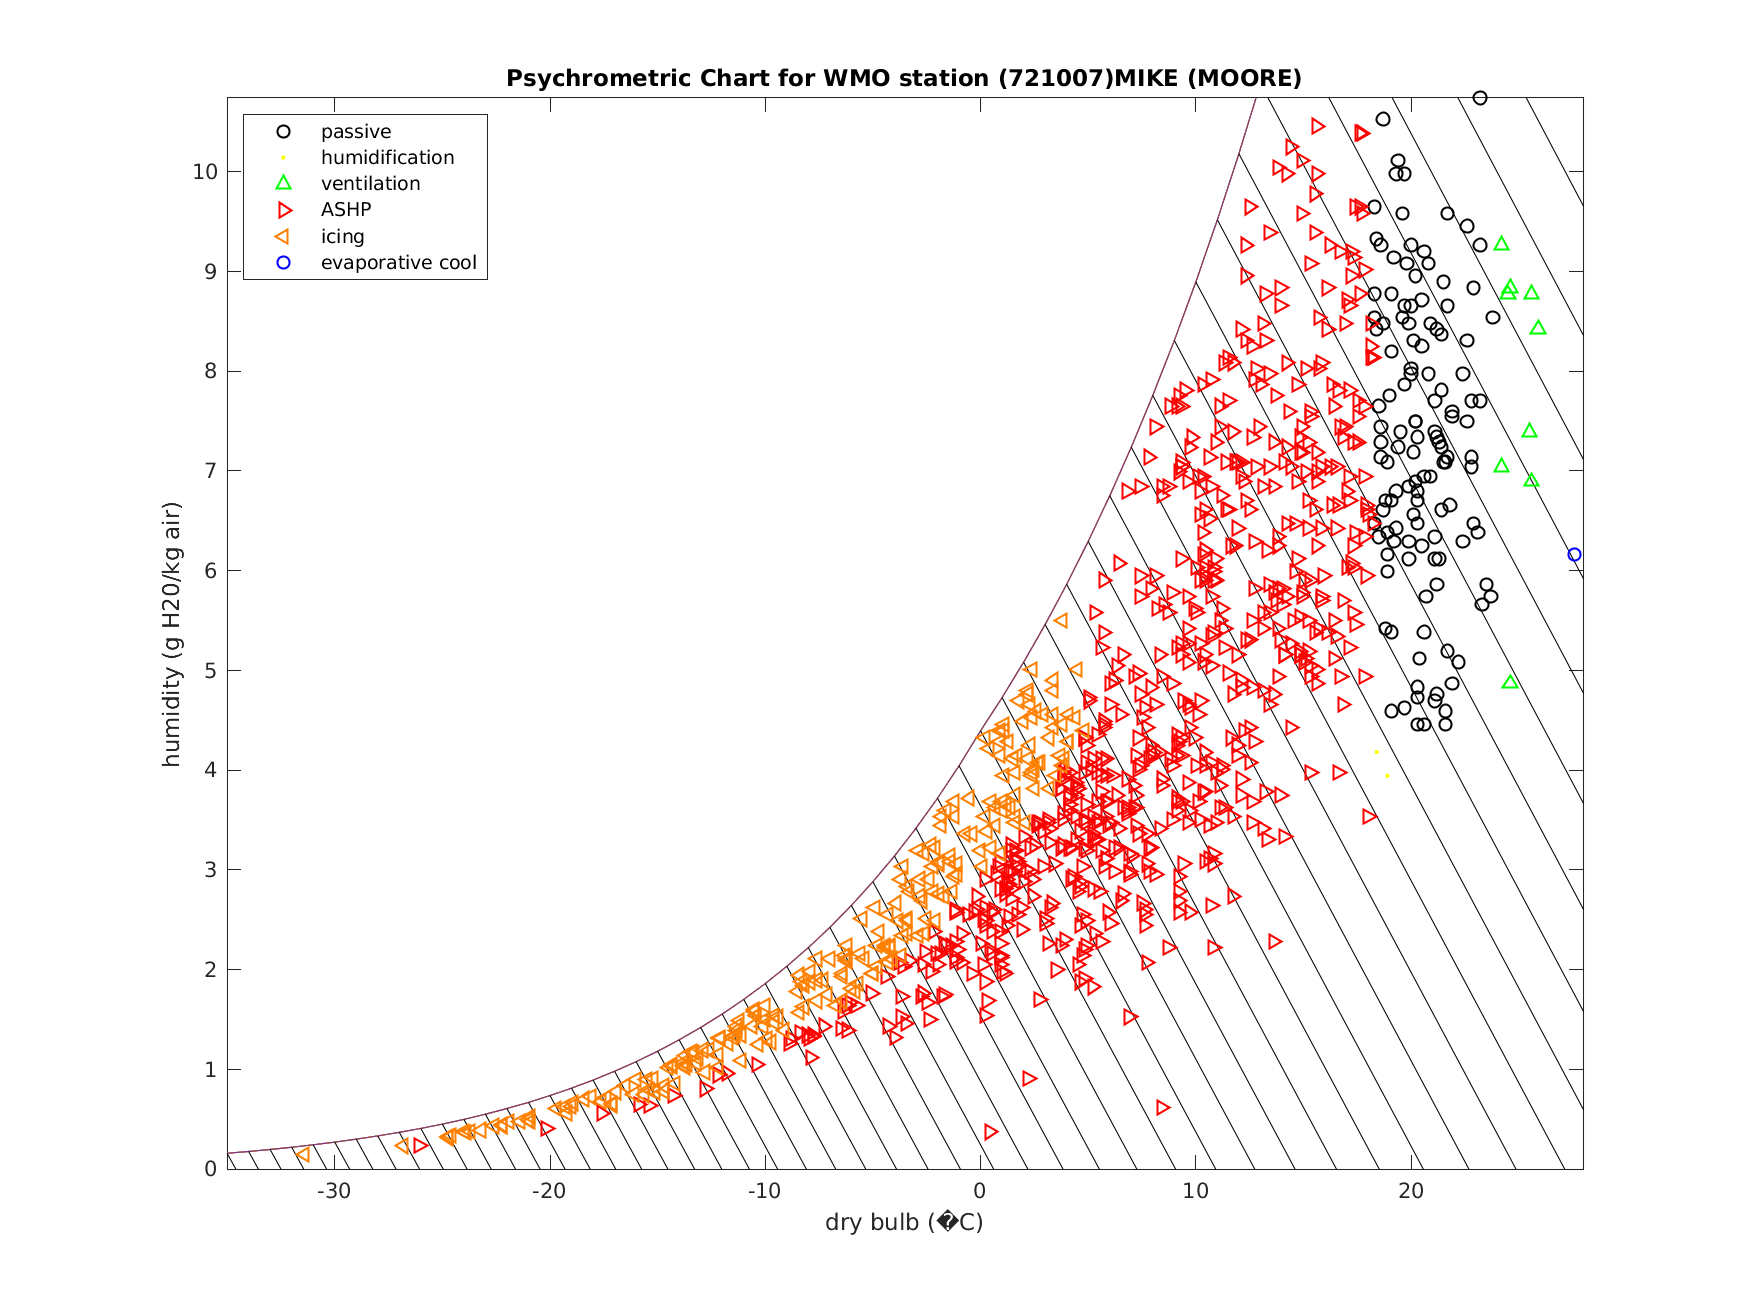 Psychrometric Chart for WMO station (721007)MIKE (MOORE)
passive
humidification
ventilation
ASHP
icing
evaporative cool
humidity (g H20/kg air)
10
9
8
7
6
5
4
3
2
1
0
-30 -20 -10 0 10 20
dry bulb (�C)